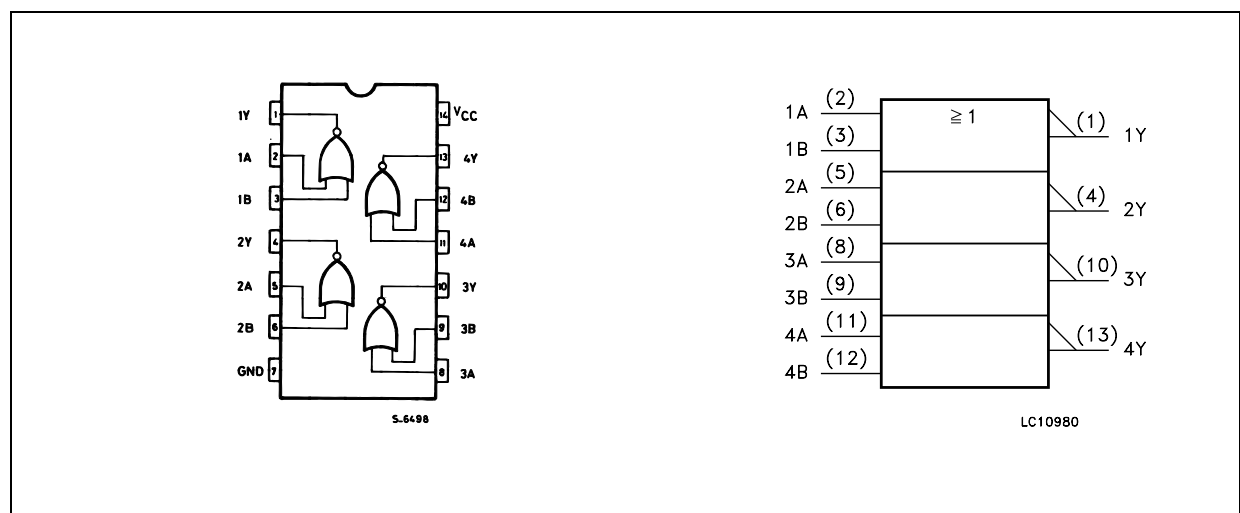 1Y 1 14 VCC
1A 2 13 4Y
1B 3 12 4B
2Y 4 11 4A
2A 5 10 3Y
2B 6 9 3B
GND 7 8 3A
S-6498
≧ 1
1A (2)
1B (3)
2A (5)
2B (6)
3A (8)
3B (9)
4A (11)
4B (12)
(1) 1Y
(4) 2Y
(10) 3Y
(13) 4Y
LC10980